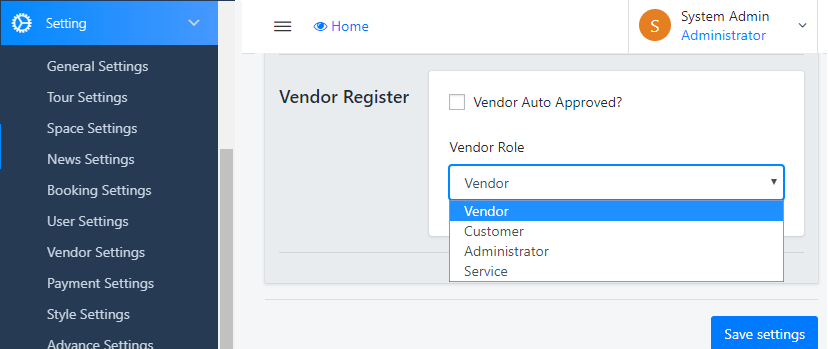 Setting
General Settings
Tour Settings
Space Settings
News Settings
Booking Settings
User Settings
Vendor Settings
Payment Settings
Style Settings
Advance Settings
Home
S
System Admin
Administrator
Vendor Register
Vendor Auto Approved?
Vendor Role
Vendor
Vendor
Customer
Administrator
Service
Save settings